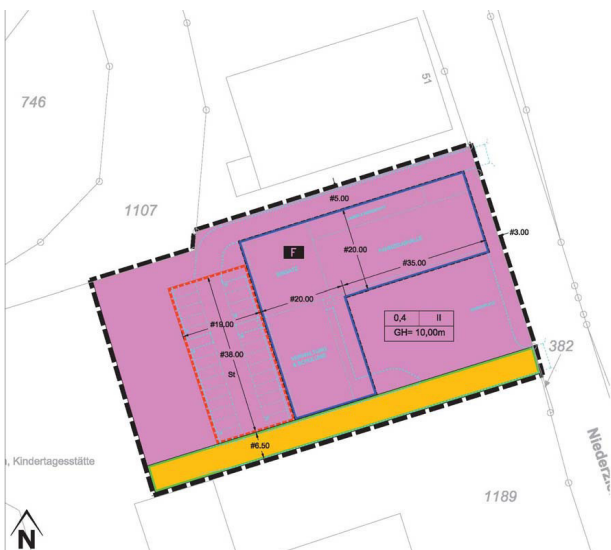 746
51
1107
#5.00
#3.00
F
#20.00
#35.00
#20.00
#19.00
0,4 II
GH= 10,00m
#38.00
St
382
#6.50
, Kindertagesstätte
1189
N